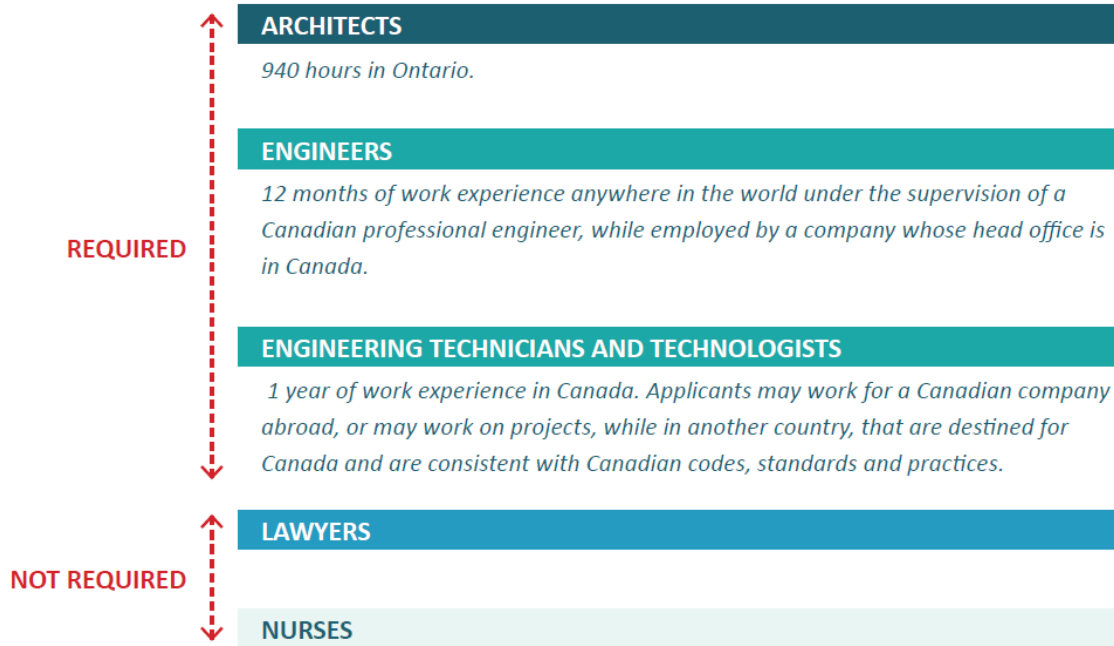 ARCHITECTS
940 hours in Ontario.
ENGINEERS
12 months of work experience anywhere in the world under the supervision of a
Canadian professional engineer, while employed by a company whose head office is
in Canada.
REQUIRED
ENGINEERING TECHNICIANS AND TECHNOLOGISTS
1 year of work experience in Canada. Applicants may work for a Canadian company
abroad, or may work on projects, while in another country, that are destined for
Canada and are consistent with Canadian codes, standards and practices.
LAWYERS
NOT REQUIRED
NURSES